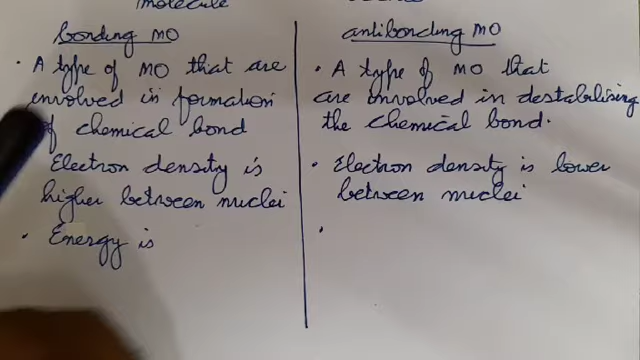 molecule
bonding MO
· A type of MO that are
involved in formation
of chemical bond
Electron density is
higher between nuclei
· Energy is
antibonding MO
· A type of MO that
are involved in destabilising
the chemical bond.
· Electron density is lower
between nuclei
·